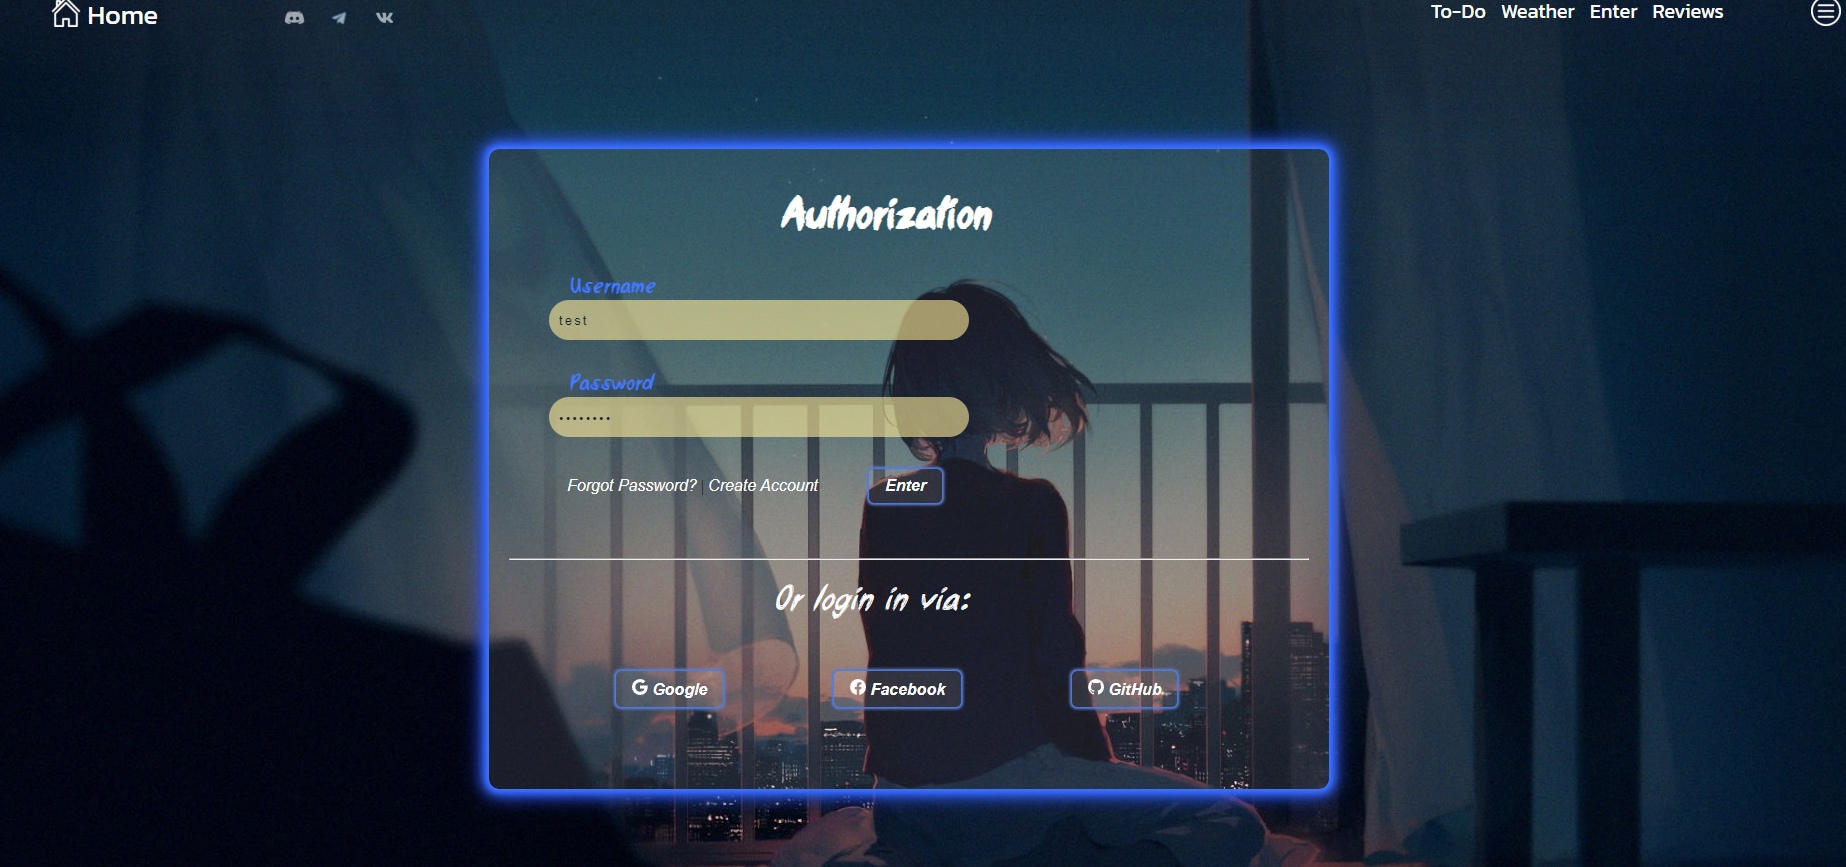 Home To-Do Weather Enter Reviews
Authorization
Username
test
Password
••••••••
Forgot Password? | Create Account Enter
Or login in via:
Google Facebook GitHub